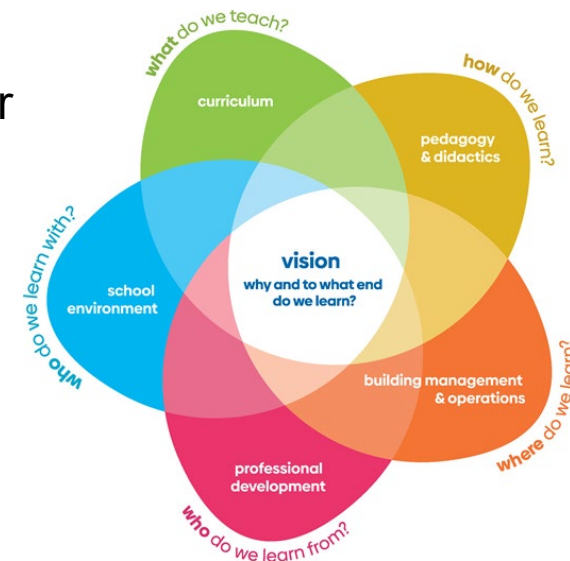 r
what do we teach?
curriculum
how do we learn?
pedagogy
& didactics
who do we learn with?
school
environment
vision
why and to what end
do we learn?
building management
& operations
where do we learn?
professional
development
who do we learn from?